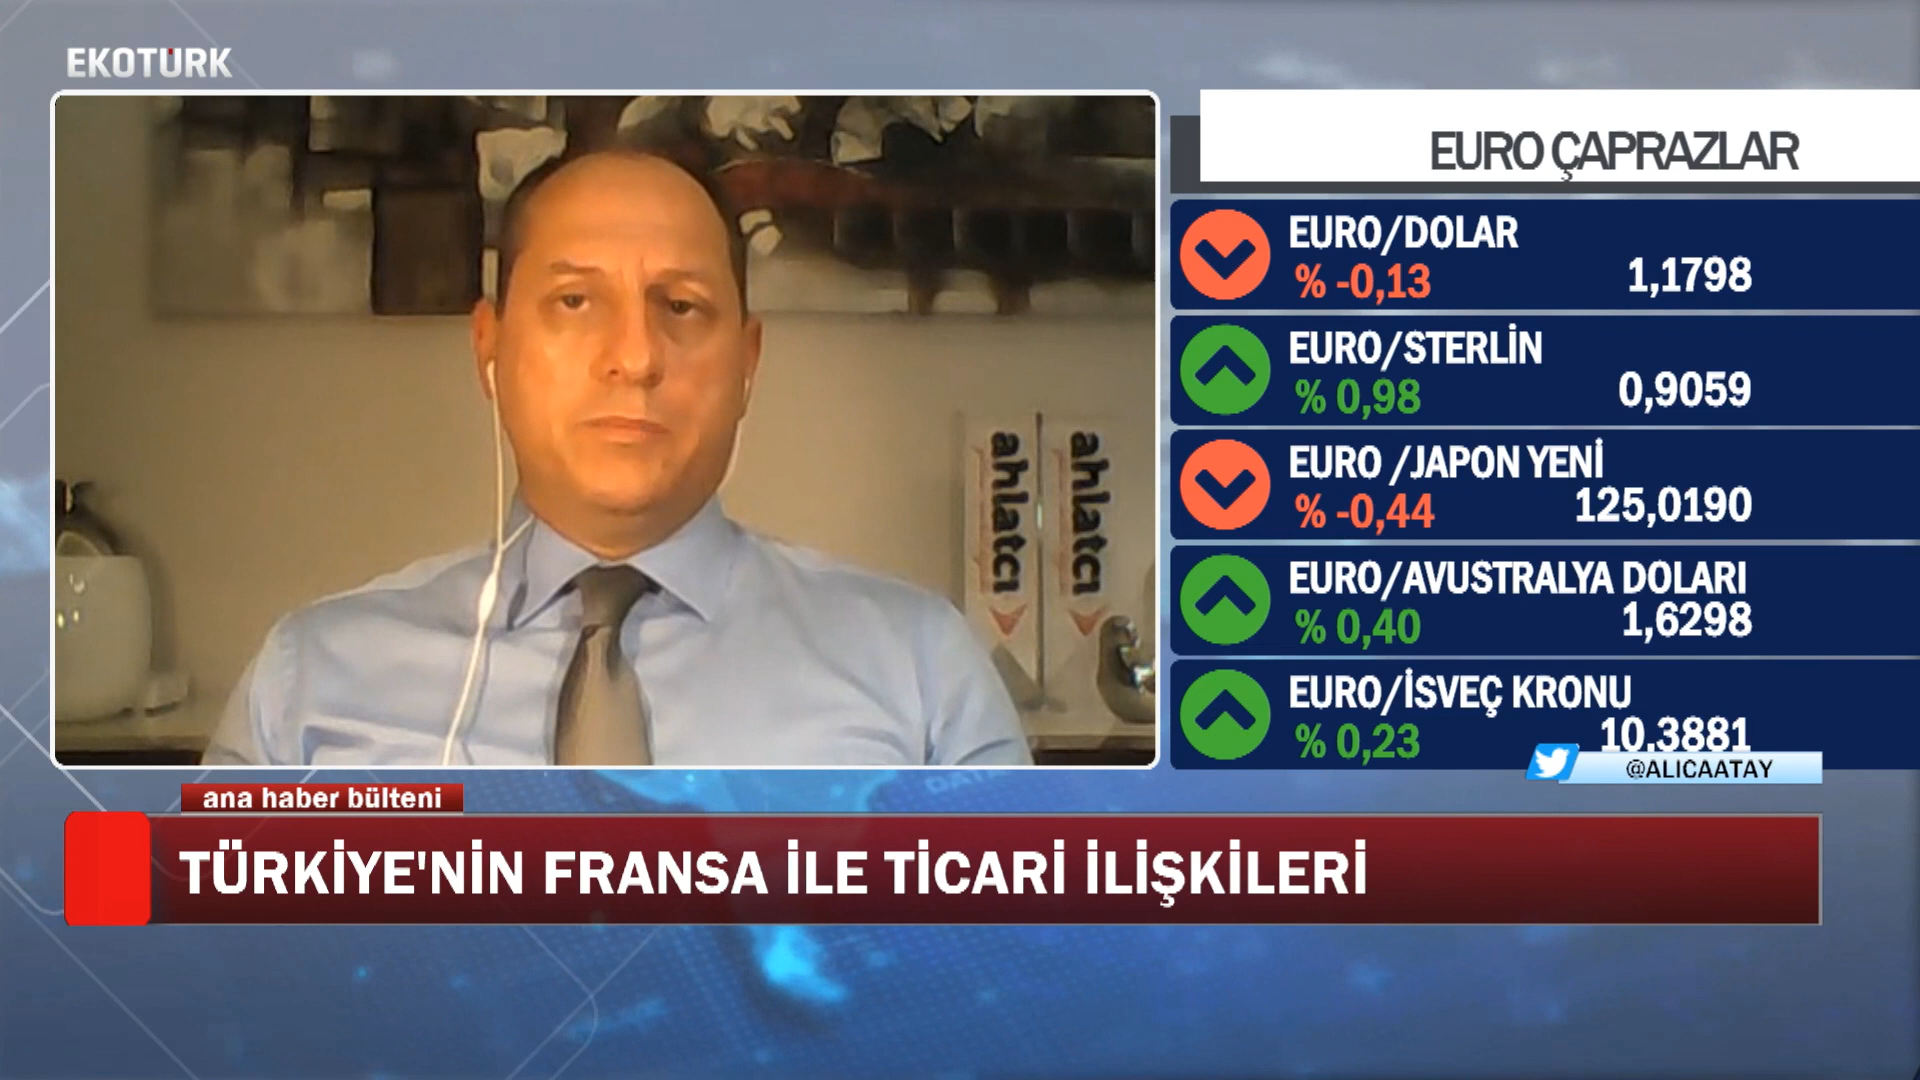 EKOTÜRK
EURO ÇAPRAZLAR
EURO/DOLAR
% -0,13
1,1798
EURO/STERLİN
% 0,98
0,9059
EURO /JAPON YENİ
% -0,44
125,0190
EURO/AVUSTRALYA DOLARI
% 0,40
1,6298
EURO/İSVEÇ KRONU
% 0,23
10,3881
@ALICAATAY
ahlatcı
ahlatcı
ana haber bülteni
TÜRKİYE'NİN FRANSA İLE TİCARİ İLİŞKİLERİ